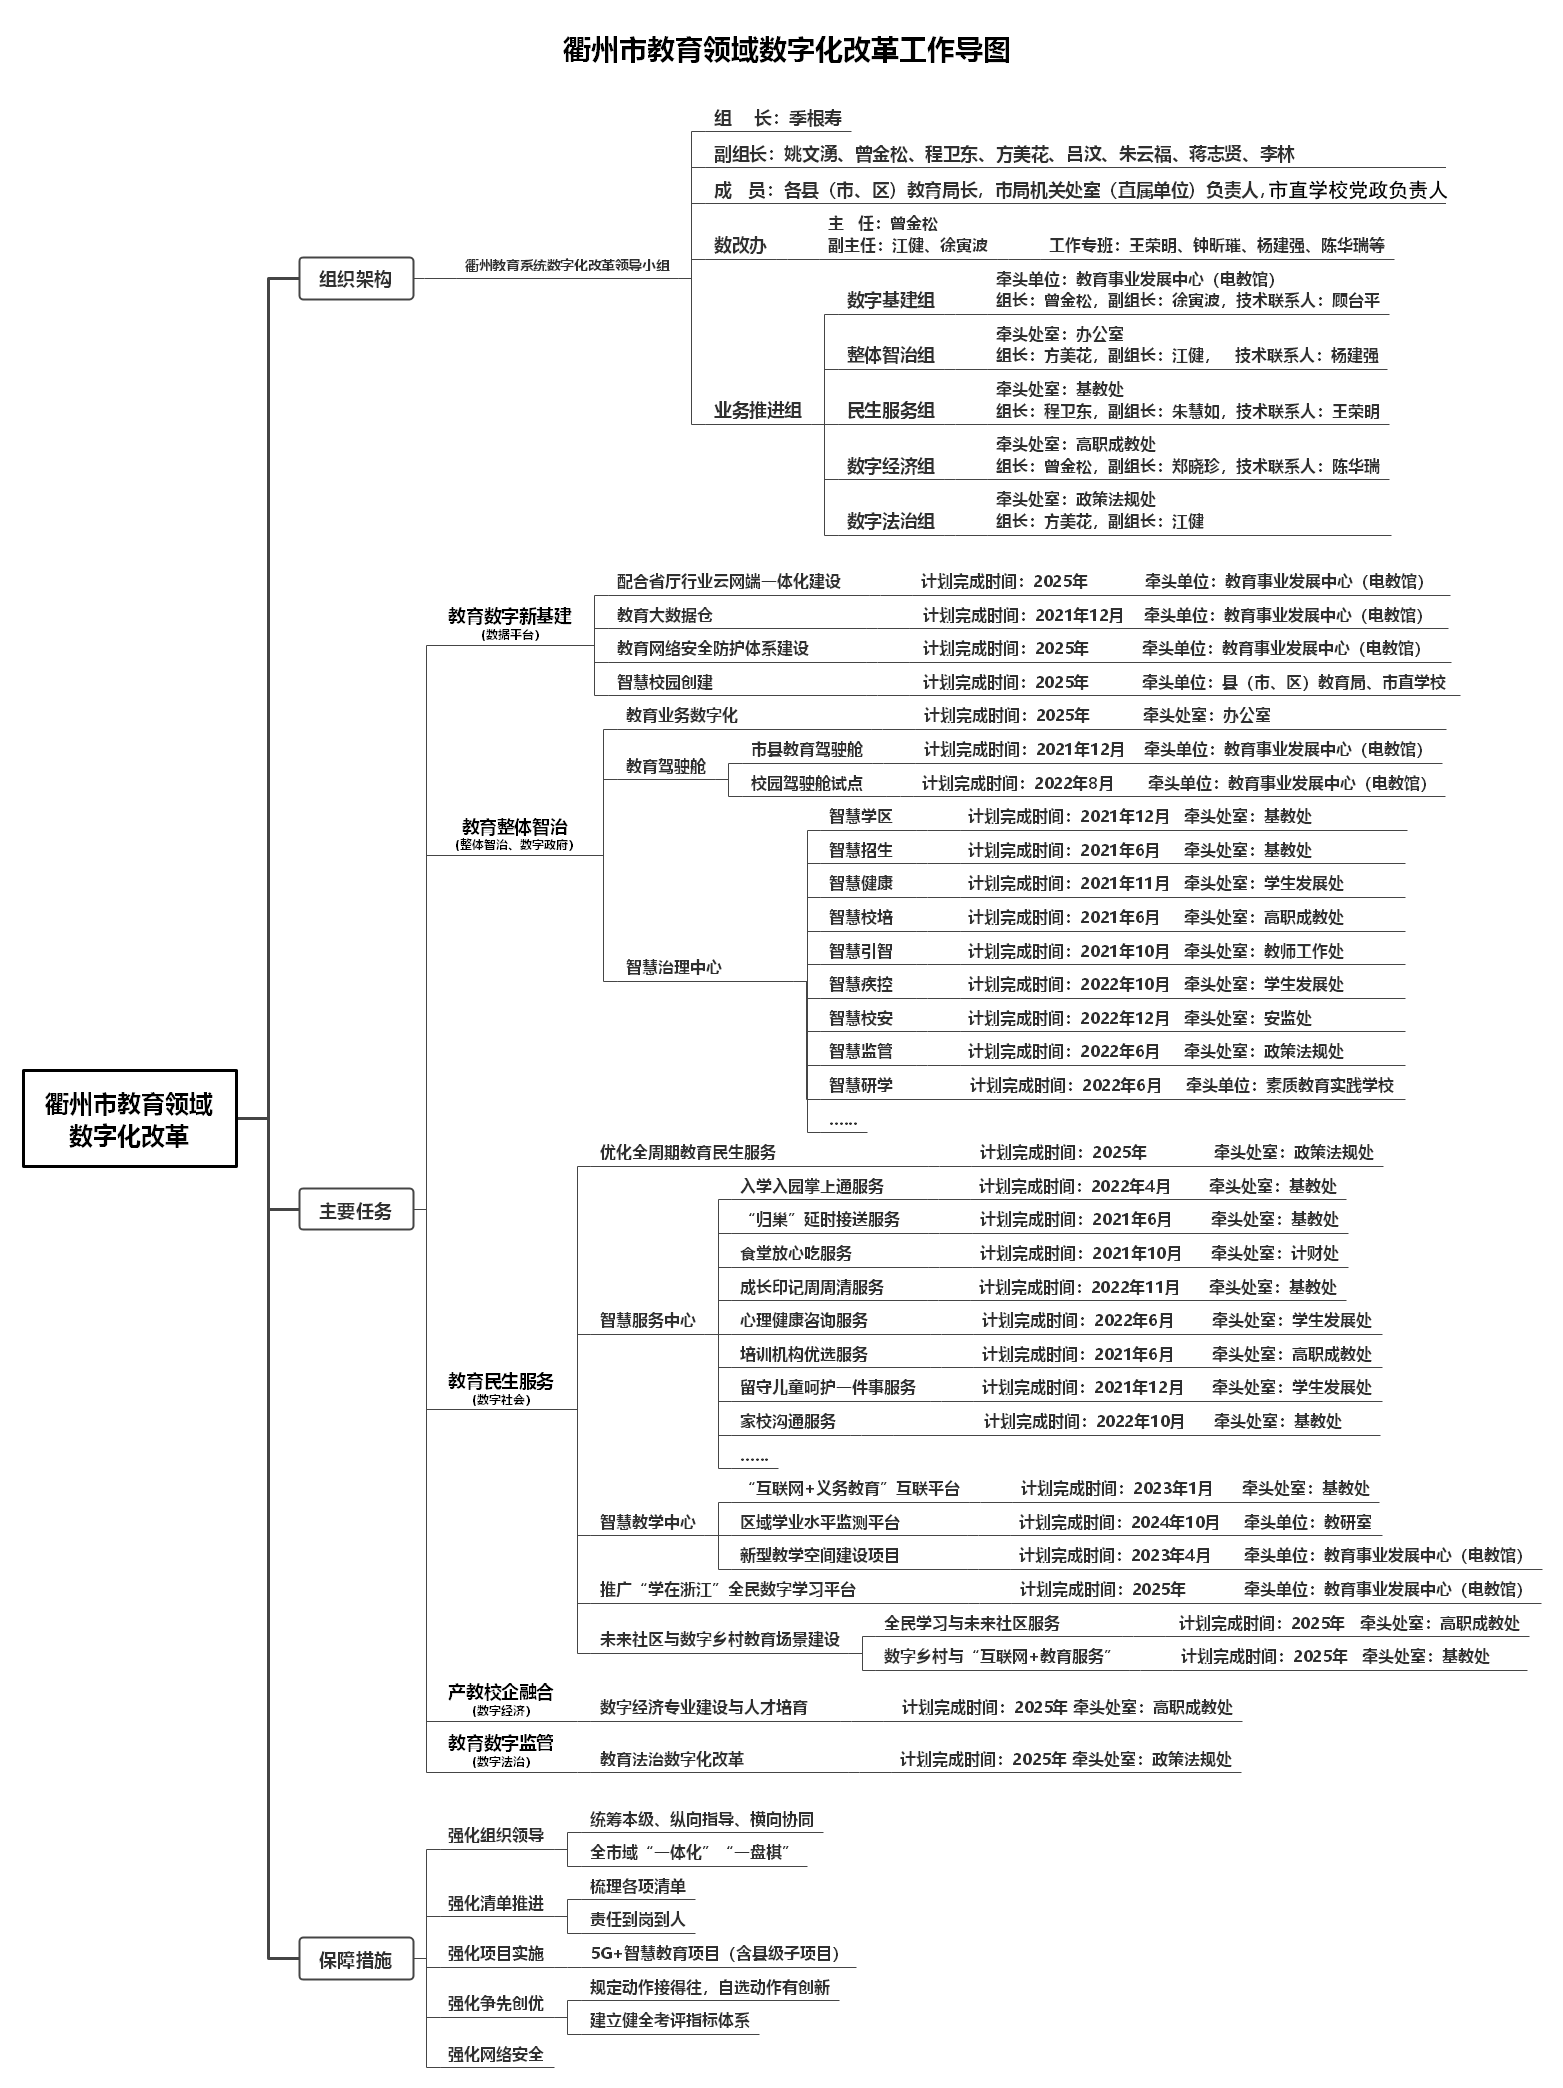 衢州市教育领域数字化改革工作导图
衢州市教育领域
数字化改革
组织架构
衢州教育系统数字化改革领导小组
组 长：季根寿
副组长：姚文湧、曾金松、程卫东、方美花、吕汶、朱云福、蒋志贤、李林
成 员：各县（市、区）教育局长，市局机关处室（直属单位）负责人，市直学校党政负责人
数改办
主 任：曾金松
副主任：江健、徐寅波 工作专班：王荣明、钟昕璀、杨建强、陈华瑞等
业务推进组
数字基建组
牵头单位：教育事业发展中心（电教馆）
组长：曾金松，副组长：徐寅波，技术联系人：顾台平
整体智治组
牵头处室：办公室
组长：方美花，副组长：江健， 技术联系人：杨建强
民生服务组
牵头处室：基教处
组长：程卫东，副组长：朱慧如，技术联系人：王荣明
数字经济组
牵头处室：高职成教处
组长：曾金松，副组长：郑晓珍，技术联系人：陈华瑞
数字法治组
牵头处室：政策法规处
组长：方美花，副组长：江健
主要任务
教育数字新基建
(数据平台)
配合省厅行业云网端一体化建设 计划完成时间：2025年 牵头单位：教育事业发展中心（电教馆）
教育大数据仓 计划完成时间：2021年12月 牵头单位：教育事业发展中心（电教馆）
教育网络安全防护体系建设 计划完成时间：2025年 牵头单位：教育事业发展中心（电教馆）
智慧校园创建 计划完成时间：2025年 牵头单位：县（市、区）教育局、市直学校
教育整体智治
(整体智治、数字政府)
教育业务数字化 计划完成时间：2025年 牵头处室：办公室
教育驾驶舱
市县教育驾驶舱 计划完成时间：2021年12月 牵头单位：教育事业发展中心（电教馆）
校园驾驶舱试点 计划完成时间：2022年8月 牵头单位：教育事业发展中心（电教馆）
智慧治理中心
智慧学区 计划完成时间：2021年12月 牵头处室：基教处
智慧招生 计划完成时间：2021年6月 牵头处室：基教处
智慧健康 计划完成时间：2021年11月 牵头处室：学生发展处
智慧校培 计划完成时间：2021年6月 牵头处室：高职成教处
智慧引智 计划完成时间：2021年10月 牵头处室：教师工作处
智慧疾控 计划完成时间：2022年10月 牵头处室：学生发展处
智慧校安 计划完成时间：2022年12月 牵头处室：安监处
智慧监管 计划完成时间：2022年6月 牵头处室：政策法规处
智慧研学 计划完成时间：2022年6月 牵头单位：素质教育实践学校
……
教育民生服务
(数字社会)
优化全周期教育民生服务 计划完成时间：2025年 牵头处室：政策法规处
智慧服务中心
入学入园掌上通服务 计划完成时间：2022年4月 牵头处室：基教处
“归巢”延时接送服务 计划完成时间：2021年6月 牵头处室：基教处
食堂放心吃服务 计划完成时间：2021年10月 牵头处室：计财处
成长印记周周清服务 计划完成时间：2022年11月 牵头处室：基教处
心理健康咨询服务 计划完成时间：2022年6月 牵头处室：学生发展处
培训机构优选服务 计划完成时间：2021年6月 牵头处室：高职成教处
留守儿童呵护一件事服务 计划完成时间：2021年12月 牵头处室：学生发展处
家校沟通服务 计划完成时间：2022年10月 牵头处室：基教处
……
智慧教学中心
“互联网+义务教育”互联平台 计划完成时间：2023年1月 牵头处室：基教处
区域学业水平监测平台 计划完成时间：2024年10月 牵头单位：教研室
新型教学空间建设项目 计划完成时间：2023年4月 牵头单位：教育事业发展中心（电教馆）
推广“学在浙江”全民数字学习平台 计划完成时间：2025年 牵头单位：教育事业发展中心（电教馆）
未来社区与数字乡村教育场景建设
全民学习与未来社区服务 计划完成时间：2025年 牵头处室：高职成教处
数字乡村与“互联网+教育服务” 计划完成时间：2025年 牵头处室：基教处
产教校企融合
(数字经济)
数字经济专业建设与人才培育 计划完成时间：2025年 牵头处室：高职成教处
教育数字监管
(数字法治)
教育法治数字化改革 计划完成时间：2025年 牵头处室：政策法规处
保障措施
强化组织领导
统筹本级、纵向指导、横向协同
全市域“一体化”“一盘棋”
强化清单推进
梳理各项清单
责任到岗到人
强化项目实施
5G+智慧教育项目（含县级子项目）
强化争先创优
规定动作接得住，自选动作有创新
建立健全考评指标体系
强化网络安全